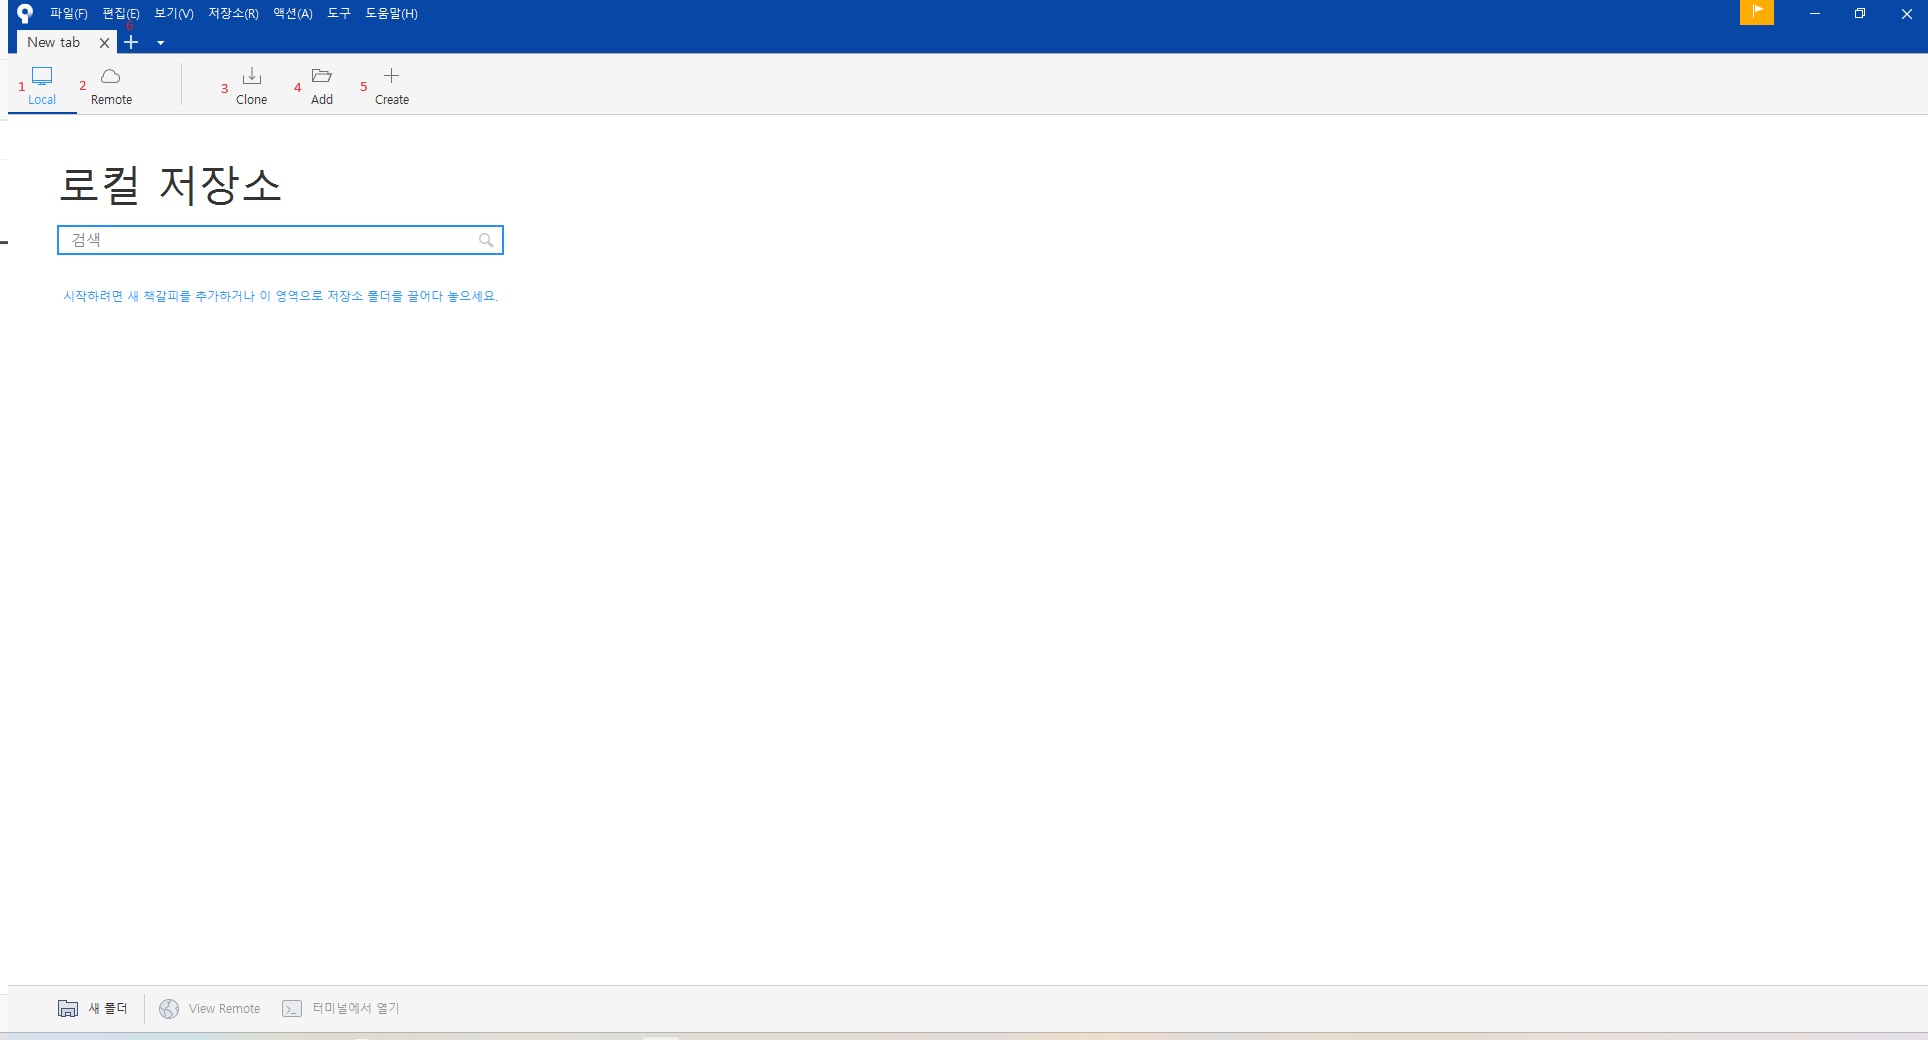 파일(F) 편집(E) 보기(V) 저장소(R) 액션(A) 도구 도움말(H)
6
New tab
1 Local 2 Remote 3 Clone 4 Add 5 Create
로컬 저장소
검색
시작하려면 새 책갈피를 추가하거나 이 영역으로 저장소 폴더를 끌어다 놓으세요.
새 폴더 View Remote 터미널에서 열기